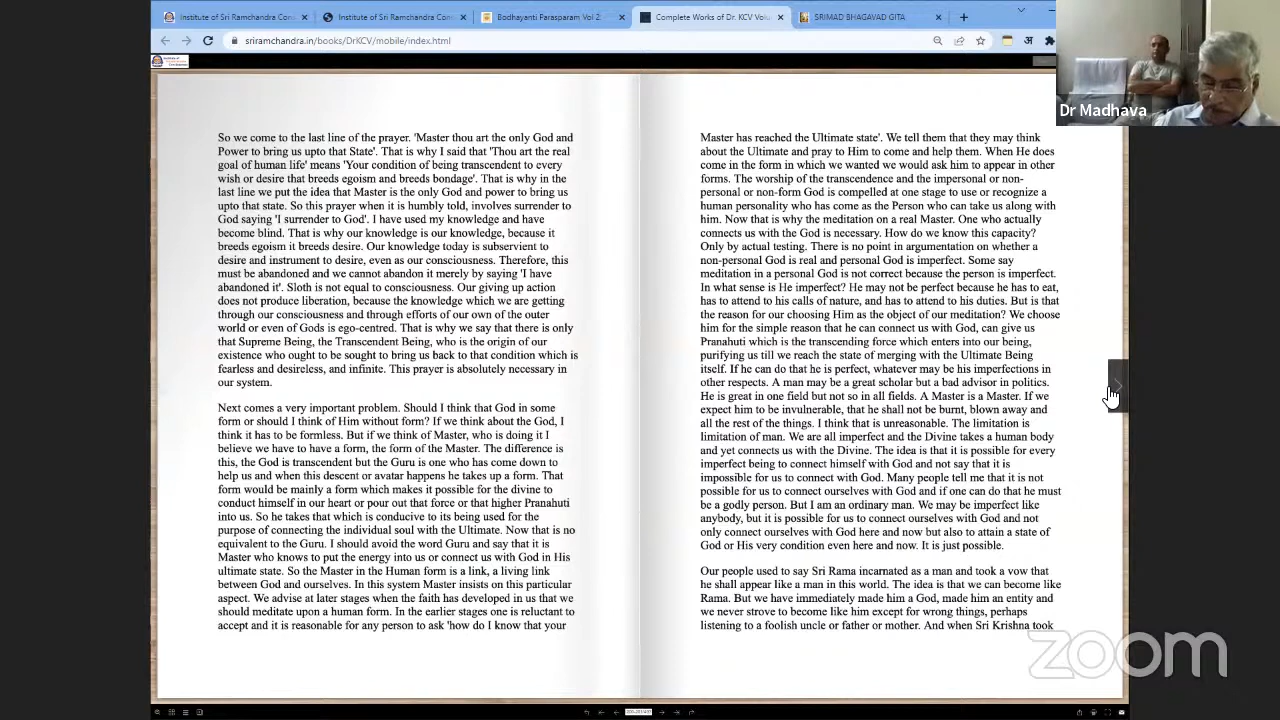 Institute of Sri Ramchandra Con
Institute of Sri Ramchandra Con
Bodhayanti Parasparam Vol 2
Complete Works of Dr. KCV Volu
SRIMAD BHAGAVAD GITA
sriramchandra.in/books/DrKCV/mobile/index.html
अ
Dr Madhava
So we come to the last line of the prayer. 'Master thou art the only God and
Power to bring us upto that State'. That is why I said that 'Thou art the real
goal of human life' means 'Your condition of being transcendent to every
wish or desire that breeds egoism and breeds bondage'. That is why in the
last line we put the idea that Master is the only God and power to bring us
upto that state. So this prayer when it is humbly told, involves surrender to
God saying 'I surrender to God'. I have used my knowledge and have
become blind. That is why our knowledge is our knowledge, because it
breeds egoism it breeds desire. Our knowledge today is subservient to
desire and instrument to desire, even as our consciousness. Therefore, this
must be abandoned and we cannot abandon it merely by saying 'I have
abandoned it'. Sloth is not equal to consciousness. Our giving up action
does not produce liberation, because the knowledge which we are getting
through our consciousness and through efforts of our own of the outer
world or even of Gods is ego-centred. That is why we say that there is only
that Supreme Being, the Transcendent Being, who is the origin of our
existence who ought to be sought to bring us back to that condition which is
fearless and desireless, and infinite. This prayer is absolutely necessary in
our system.
Next comes a very important problem. Should I think that God in some
form or should I think of Him without form? If we think about the God, I
think it has to be formless. But if we think of Master, who is doing it I
believe we have to have a form, the form of the Master. The difference is
this, the God is transcendent but the Guru is one who has come down to
help us and when this descent or avatar happens he takes up a form. That
form would be mainly a form which makes it possible for the divine to
conduct himself in our heart or pour out that force or that higher Pranahuti
into us. So he takes that which is conducive to its being used for the
purpose of connecting the individual soul with the Ultimate. Now that is no
equivalent to the Guru. I should avoid the word Guru and say that it is
Master who knows to put the energy into us or connect us with God in His
ultimate state. So the Master in the Human form is a link, a living link
between God and ourselves. In this system Master insists on this particular
aspect. We advise at later stages when the faith has developed in us that we
should meditate upon a human form. In the earlier stages one is reluctant to
accept and it is reasonable for any person to ask 'how do I know that your
Master has reached the Ultimate state'. We tell them that they may think
about the Ultimate and pray to Him to come and help them. When He does
come in the form in which we wanted we would ask him to appear in other
forms. The worship of the transcendence and the impersonal or non-
personal or non-form God is compelled at one stage to use or recognize a
human personality who has come as the Person who can take us along with
him. Now that is why the meditation on a real Master. One who actually
connects us with the God is necessary. How do we know this capacity?
Only by actual testing. There is no point in argumentation on whether a
non-personal God is real and personal God is imperfect. Some say
meditation in a personal God is not correct because the person is imperfect.
In what sense is He imperfect? He may not be perfect because he has to eat,
has to attend to his calls of nature, and has to attend to his duties. But is that
the reason for our choosing Him as the object of our meditation? We choose
him for the simple reason that he can connect us with God, can give us
Pranahuti which is the transcending force which enters into our being,
purifying us till we reach the state of merging with the Ultimate Being
itself. If he can do that he is perfect, whatever may be his imperfections in
other respects. A man may be a great scholar but a bad advisor in politics.
He is great in one field but not so in all fields. A Master is a Master. If we
expect him to be invulnerable, that he shall not be burnt, blown away and
all the rest of the things. I think that is unreasonable. The limitation is
limitation of man. We are all imperfect and the Divine takes a human body
and yet connects us with the Divine. The idea is that it is possible for every
imperfect being to connect himself with God and not say that it is
impossible for us to connect with God. Many people tell me that it is not
possible for us to connect ourselves with God and if one can do that he must
be a godly person. But I am an ordinary man. We may be imperfect like
anybody, but it is possible for us to connect ourselves with God and not
only connect ourselves with God here and now but also to attain a state of
God or His very condition even here and now. It is just possible.
Our people used to say Sri Rama incarnated as a man and took a vow that
he shall appear like a man in this world. The idea is that we can become like
Rama. But we have immediately made him a God, made him an entity and
we never strove to become like him except for wrong things, perhaps
listening to a foolish uncle or father or mother. And when Sri Krishna took
zoom